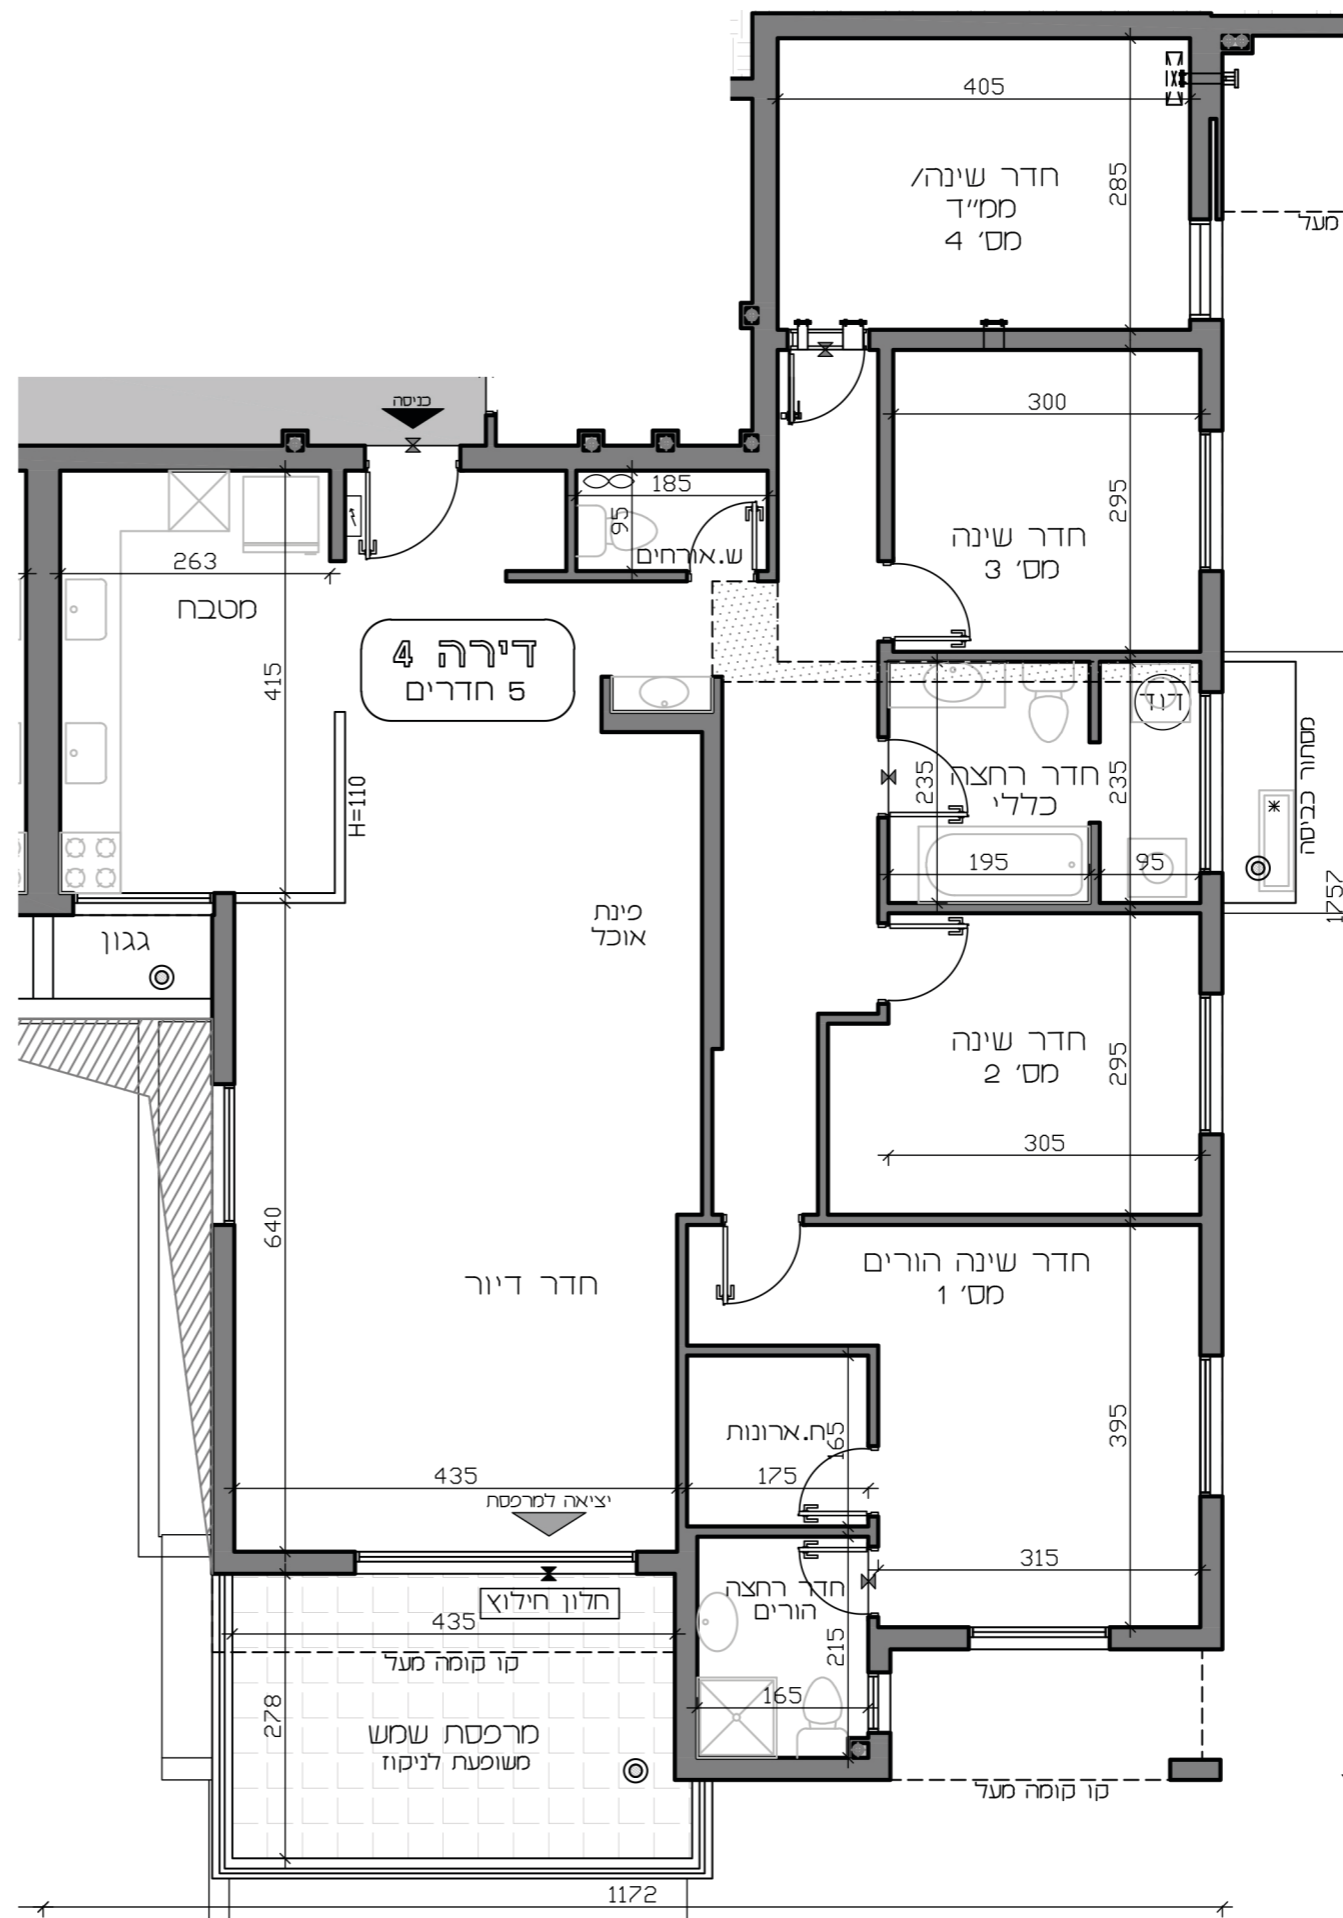 405
285
חדר שינה/
ממ"ד
מס' 4
מעל
כניסה
300
295
חדר שינה
מס' 3
185
95
ש.אורחים
263
מטבח
415
דירה 4
5 חדרים
H=110
דוד
חדר רחצה
כללי
235
235
195
95
מסתור כביסה
1757
פינת
אוכל
גגון
חדר שינה
מס' 2
295
305
640
חדר דיור
חדר שינה הורים
מס' 1
395
ח.ארונות
165
175
435
יציאה למרפסת
315
חדר רחצה
הורים
215
165
חלון חילוץ
435
קו קומה מעל
278
מרפסת שמש
משופעת לניקוז
קו קומה מעל
1172